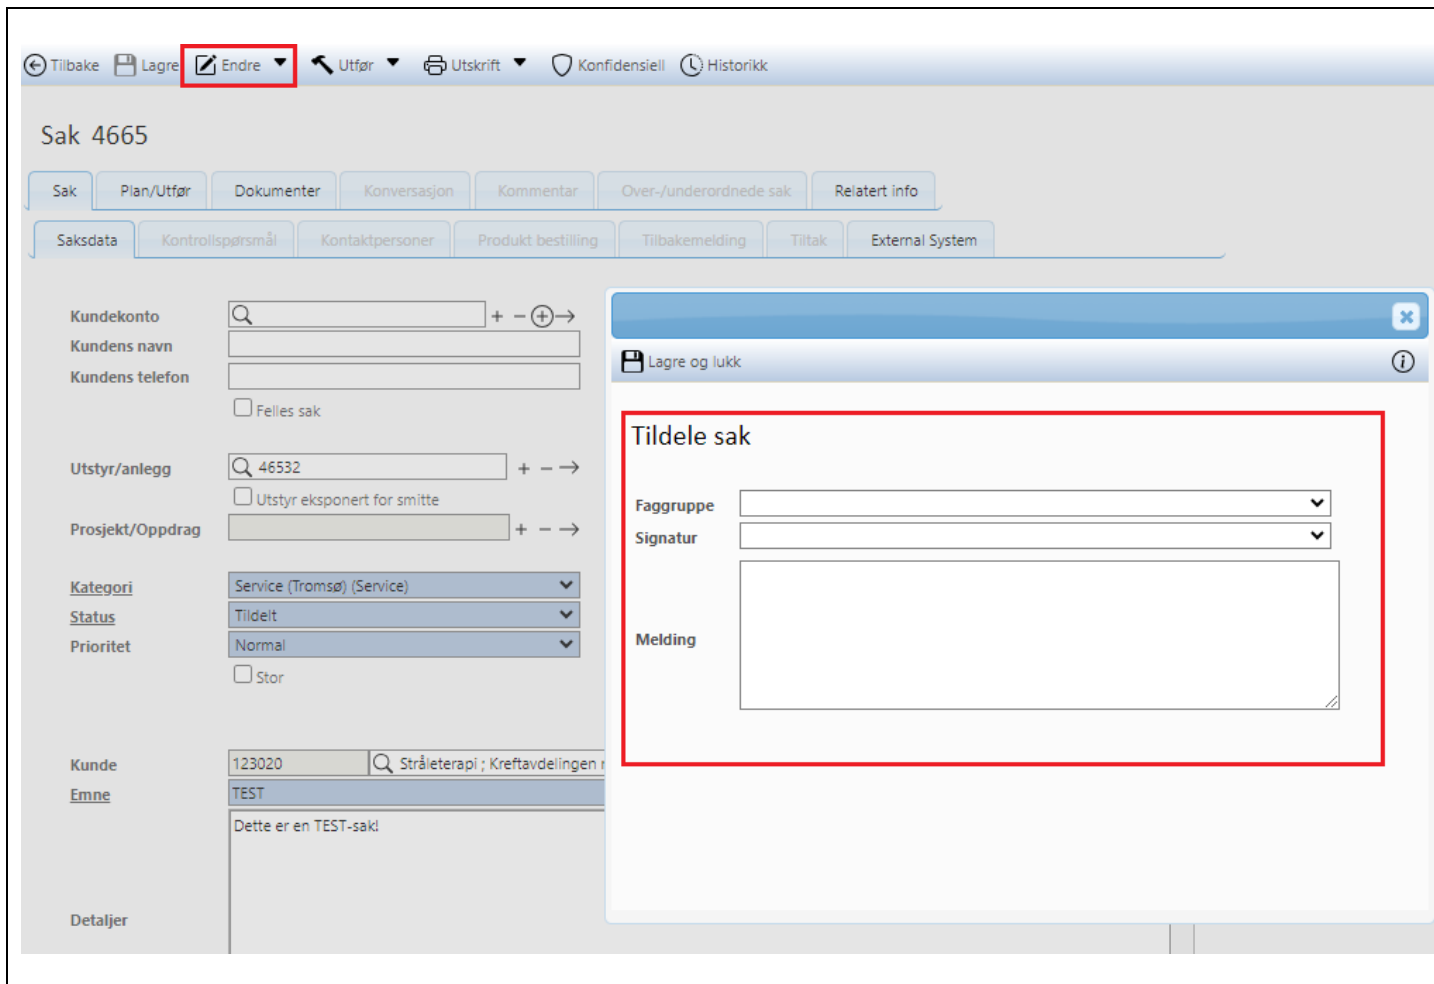 Tilbake Lagre Endre Utfør Utskrift Konfidensiell Historikk
Sak 4665
Sak Plan/Utfør Dokumenter Konversasjon Kommentar Over-/underordnede sak Relatert info
Saksdata Kontrollspørsmål Kontaktpersoner Produkt bestilling Tilbakemelding Tiltak External System
Kundekonto
Kundens navn
Kundens telefon
Felles sak
Utstyr/anlegg 46532
Utstyr eksponert for smitte
Prosjekt/Oppdrag
Kategori Service (Tromsø) (Service)
Status Tildelt
Prioritet Normal
Stor
Kunde 123020 Stråleterapi ; Kreftavdelingen
Emne TEST
Dette er en TEST-sak!
Detaljer
Lagre og lukk
Tildele sak
Faggruppe
Signatur
Melding